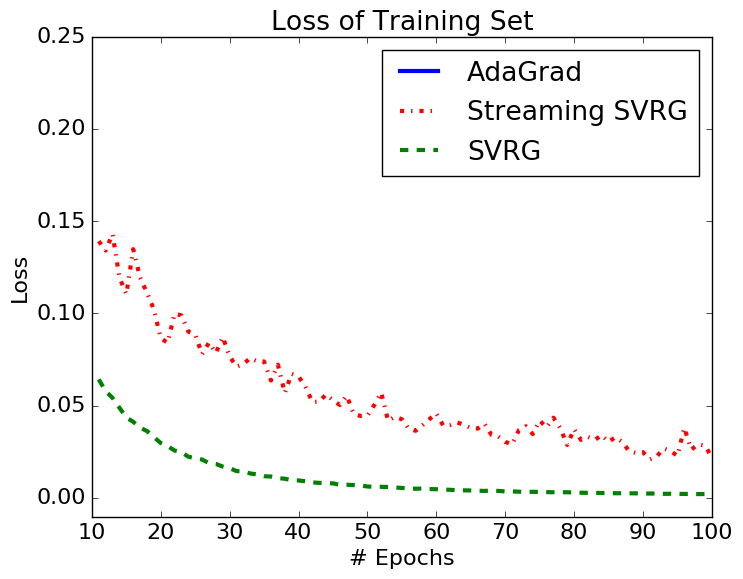 Loss of Training Set
0.25
0.20
0.15
0.10
0.05
0.00
Loss
AdaGrad
Streaming SVRG
SVRG
10 20 30 40 50 60 70 80 90 100
# Epochs